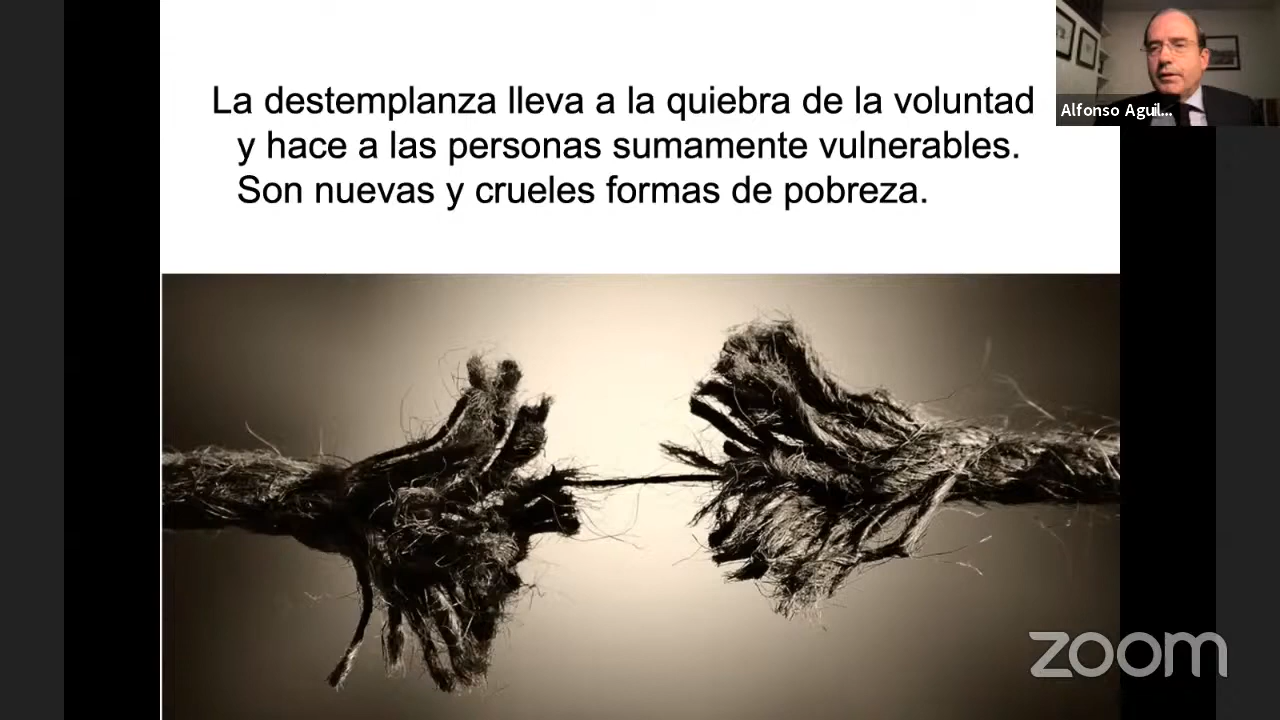 La destemplanza lleva a la quiebra de la voluntad
y hace a las personas sumamente vulnerables.
Son nuevas y crueles formas de pobreza.
Alfonso Aguil...
zoom